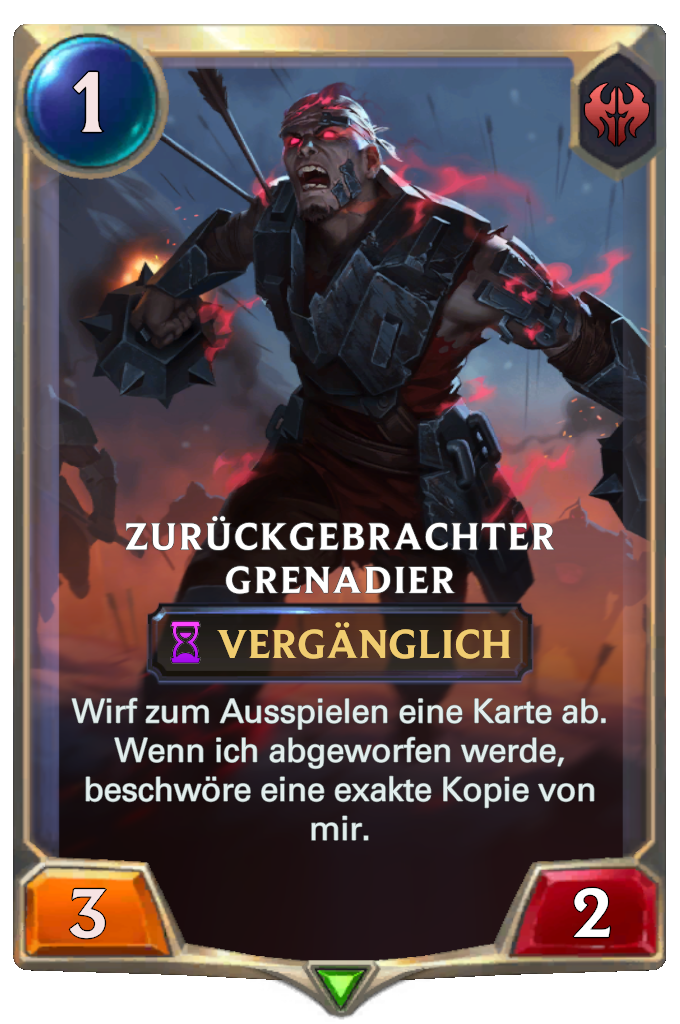 1
ZURÜCKGEBRACHTER
GRENADIER
VERGÄNGLICH
Wirf zum Ausspielen eine Karte ab.
Wenn ich abgeworfen werde,
beschwöre eine exakte Kopie von
mir.
3
2